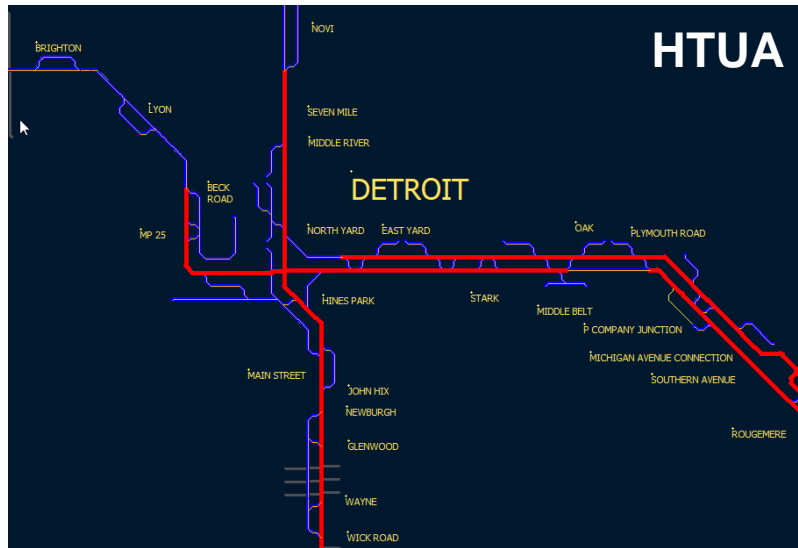 NOVI
HTUA
BRIGHTON
LYON
SEVEN MILE
MIDDLE RIVER
BECK
ROAD
DETROIT
MP 25
NORTH YARD
EAST YARD
OAK
PLYMOUTH ROAD
HINES PARK
STARK
MIDDLE BELT
P COMPANY JUNCTION
MICHIGAN AVENUE CONNECTION
MAIN STREET
SOUTHERN AVENUE
JOHN HIX
NEWBURGH
ROUGEMERE
GLENWOOD
WAYNE
WICK ROAD